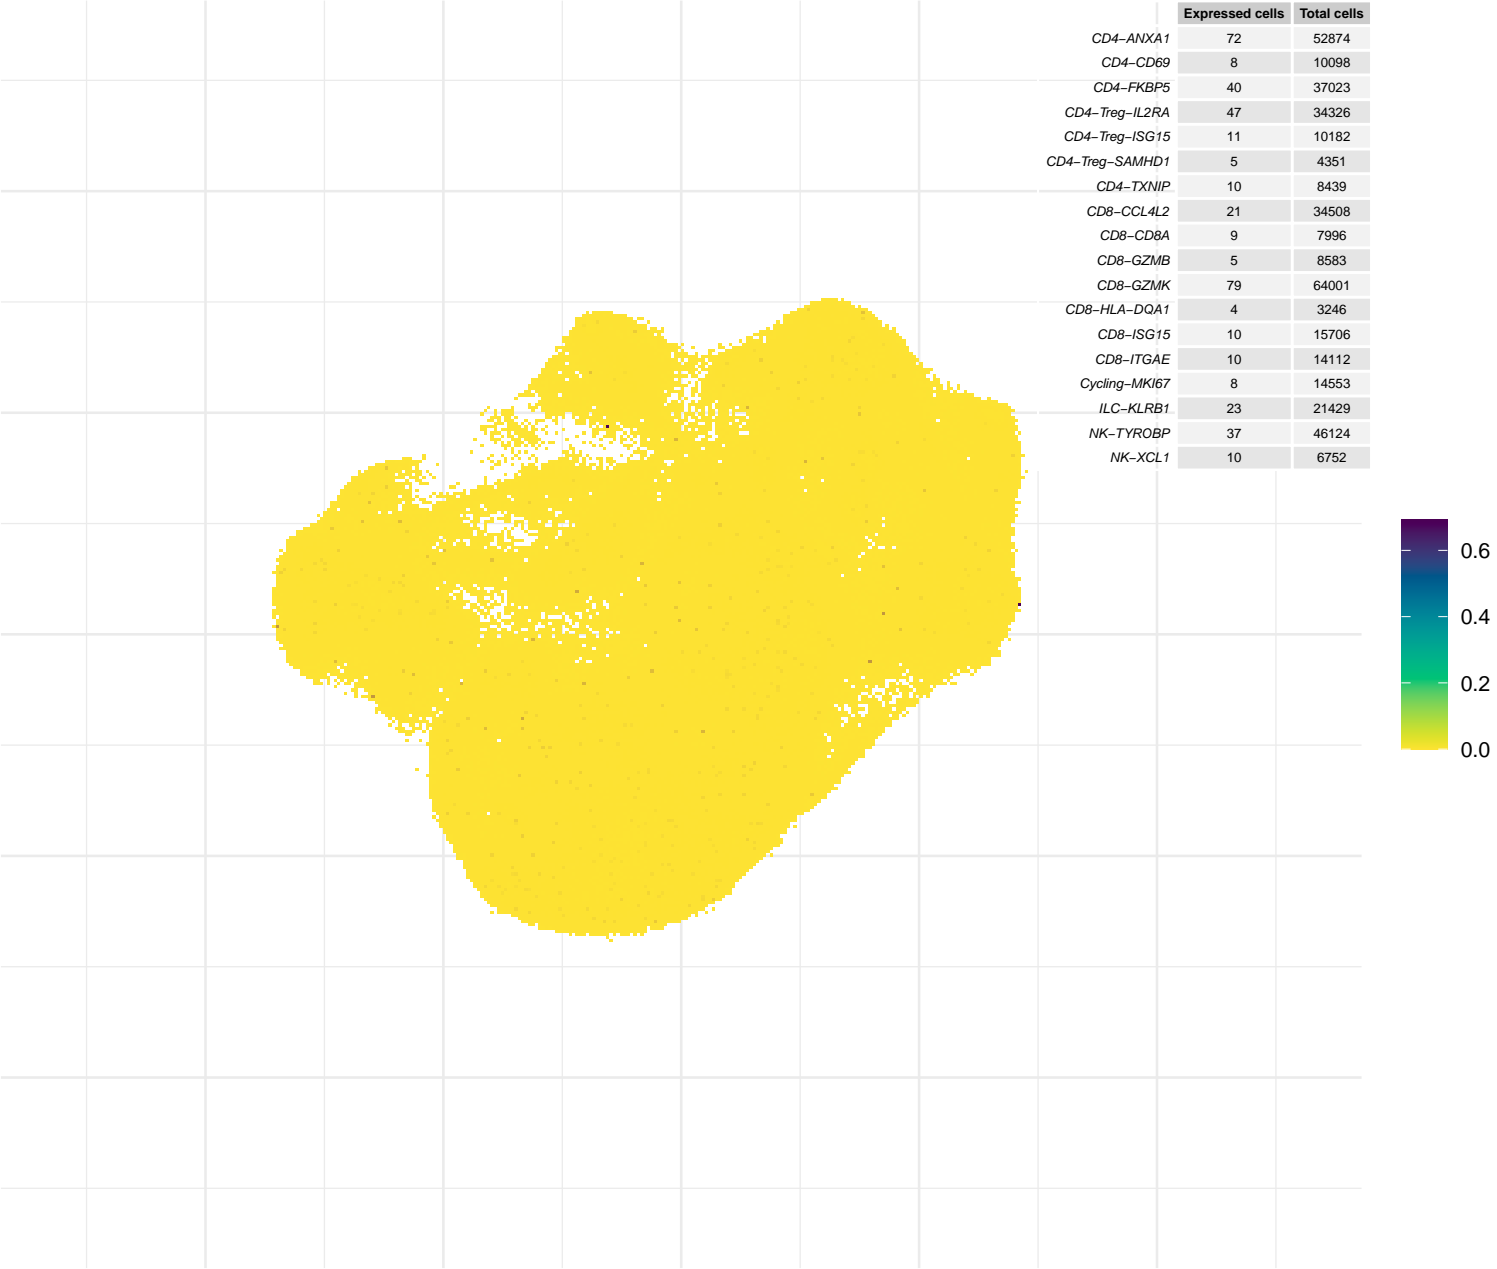 Expressed cells Total cells
CD4−ANXA1 72 52874
CD4−CD69 8 10098
CD4−FKBP5 40 37023
CD4−Treg−IL2RA 47 34326
CD4−Treg−ISG15 11 10182
CD4−Treg−SAMHD1 5 4351
CD4−TXNIP 10 8439
CD8−CCL4L2 21 34508
CD8−CD8A 9 7996
CD8−GZMB 5 8583
CD8−GZMK 79 64001
CD8−HLA−DQA1 4 3246
CD8−ISG15 10 15706
CD8−ITGAE 10 14112
Cycling−MKI67 8 14553
ILC−KLRB1 23 21429
NK−TYROBP 37 46124
NK−XCL1 10 6752
0.6
0.4
0.2
0.0